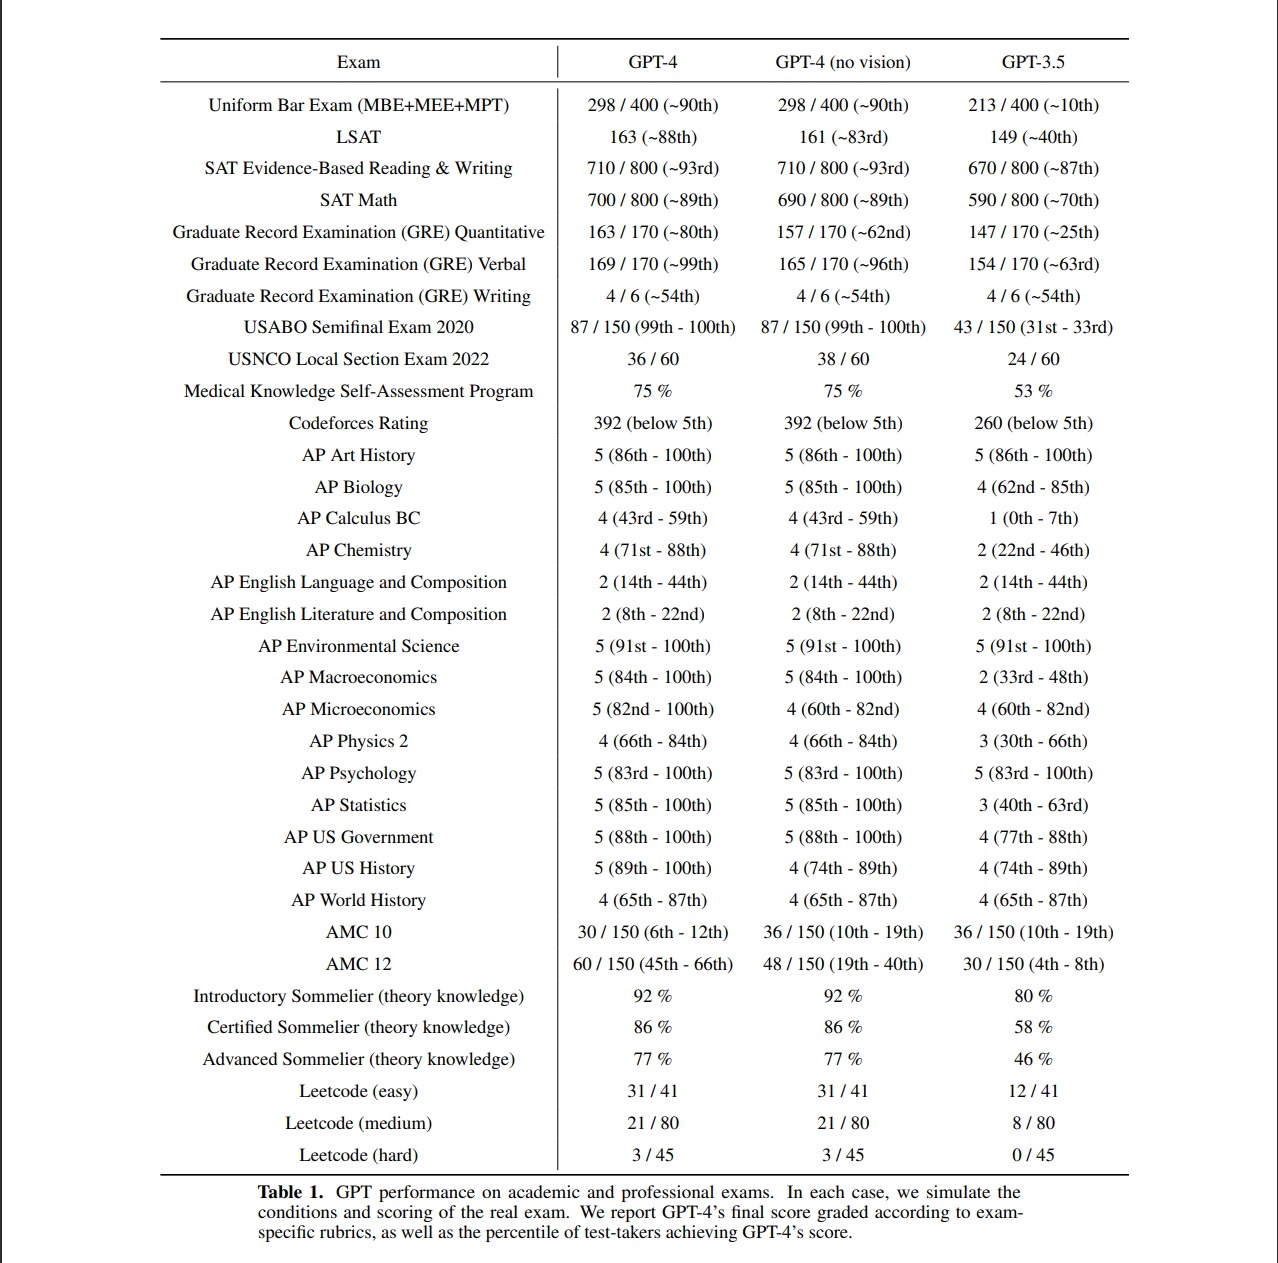 Exam GPT-4 GPT-4 (no vision) GPT-3.5
Uniform Bar Exam (MBE+MEE+MPT) 298 / 400 (~90th) 298 / 400 (~90th) 213 / 400 (~10th)
LSAT 163 (~88th) 161 (~83rd) 149 (~40th)
SAT Evidence-Based Reading & Writing 710 / 800 (~93rd) 710 / 800 (~93rd) 670 / 800 (~87th)
SAT Math 700 / 800 (~89th) 690 / 800 (~89th) 590 / 800 (~70th)
Graduate Record Examination (GRE) Quantitative 163 / 170 (~80th) 157 / 170 (~62nd) 147 / 170 (~25th)
Graduate Record Examination (GRE) Verbal 169 / 170 (~99th) 165 / 170 (~96th) 154 / 170 (~63rd)
Graduate Record Examination (GRE) Writing 4 / 6 (~54th) 4 / 6 (~54th) 4 / 6 (~54th)
USABO Semifinal Exam 2020 87 / 150 (99th - 100th) 87 / 150 (99th - 100th) 43 / 150 (31st - 33rd)
USNCO Local Section Exam 2022 36 / 60 38 / 60 24 / 60
Medical Knowledge Self-Assessment Program 75 % 75 % 53 %
Codeforces Rating 392 (below 5th) 392 (below 5th) 260 (below 5th)
AP Art History 5 (86th - 100th) 5 (86th - 100th) 5 (86th - 100th)
AP Biology 5 (85th - 100th) 5 (85th - 100th) 4 (62nd - 85th)
AP Calculus BC 4 (43rd - 59th) 4 (43rd - 59th) 1 (0th - 7th)
AP Chemistry 4 (71st - 88th) 4 (71st - 88th) 2 (22nd - 46th)
AP English Language and Composition 2 (14th - 44th) 2 (14th - 44th) 2 (14th - 44th)
AP English Literature and Composition 2 (8th - 22nd) 2 (8th - 22nd) 2 (8th - 22nd)
AP Environmental Science 5 (91st - 100th) 5 (91st - 100th) 5 (91st - 100th)
AP Macroeconomics 5 (84th - 100th) 5 (84th - 100th) 2 (33rd - 48th)
AP Microeconomics 5 (82nd - 100th) 4 (60th - 82nd) 4 (60th - 82nd)
AP Physics 2 4 (66th - 84th) 4 (66th - 84th) 3 (30th - 66th)
AP Psychology 5 (83rd - 100th) 5 (83rd - 100th) 5 (83rd - 100th)
AP Statistics 5 (85th - 100th) 5 (85th - 100th) 3 (40th - 63rd)
AP US Government 5 (88th - 100th) 5 (88th - 100th) 4 (77th - 88th)
AP US History 5 (89th - 100th) 4 (74th - 89th) 4 (74th - 89th)
AP World History 4 (65th - 87th) 4 (65th - 87th) 4 (65th - 87th)
AMC 10 30 / 150 (6th - 12th) 36 / 150 (10th - 19th) 36 / 150 (10th - 19th)
AMC 12 60 / 150 (45th - 66th) 48 / 150 (19th - 40th) 30 / 150 (4th - 8th)
Introductory Sommelier (theory knowledge) 92 % 92 % 80 %
Certified Sommelier (theory knowledge) 86 % 86 % 58 %
Advanced Sommelier (theory knowledge) 77 % 77 % 46 %
Leetcode (easy) 31 / 41 31 / 41 12 / 41
Leetcode (medium) 21 / 80 21 / 80 8 / 80
Leetcode (hard) 3 / 45 3 / 45 0 / 45
Table 1. GPT performance on academic and professional exams. In each case, we simulate the
conditions and scoring of the real exam. We report GPT-4's final score graded according to exam-
specific rubrics, as well as the percentile of test-takers achieving GPT-4's score.